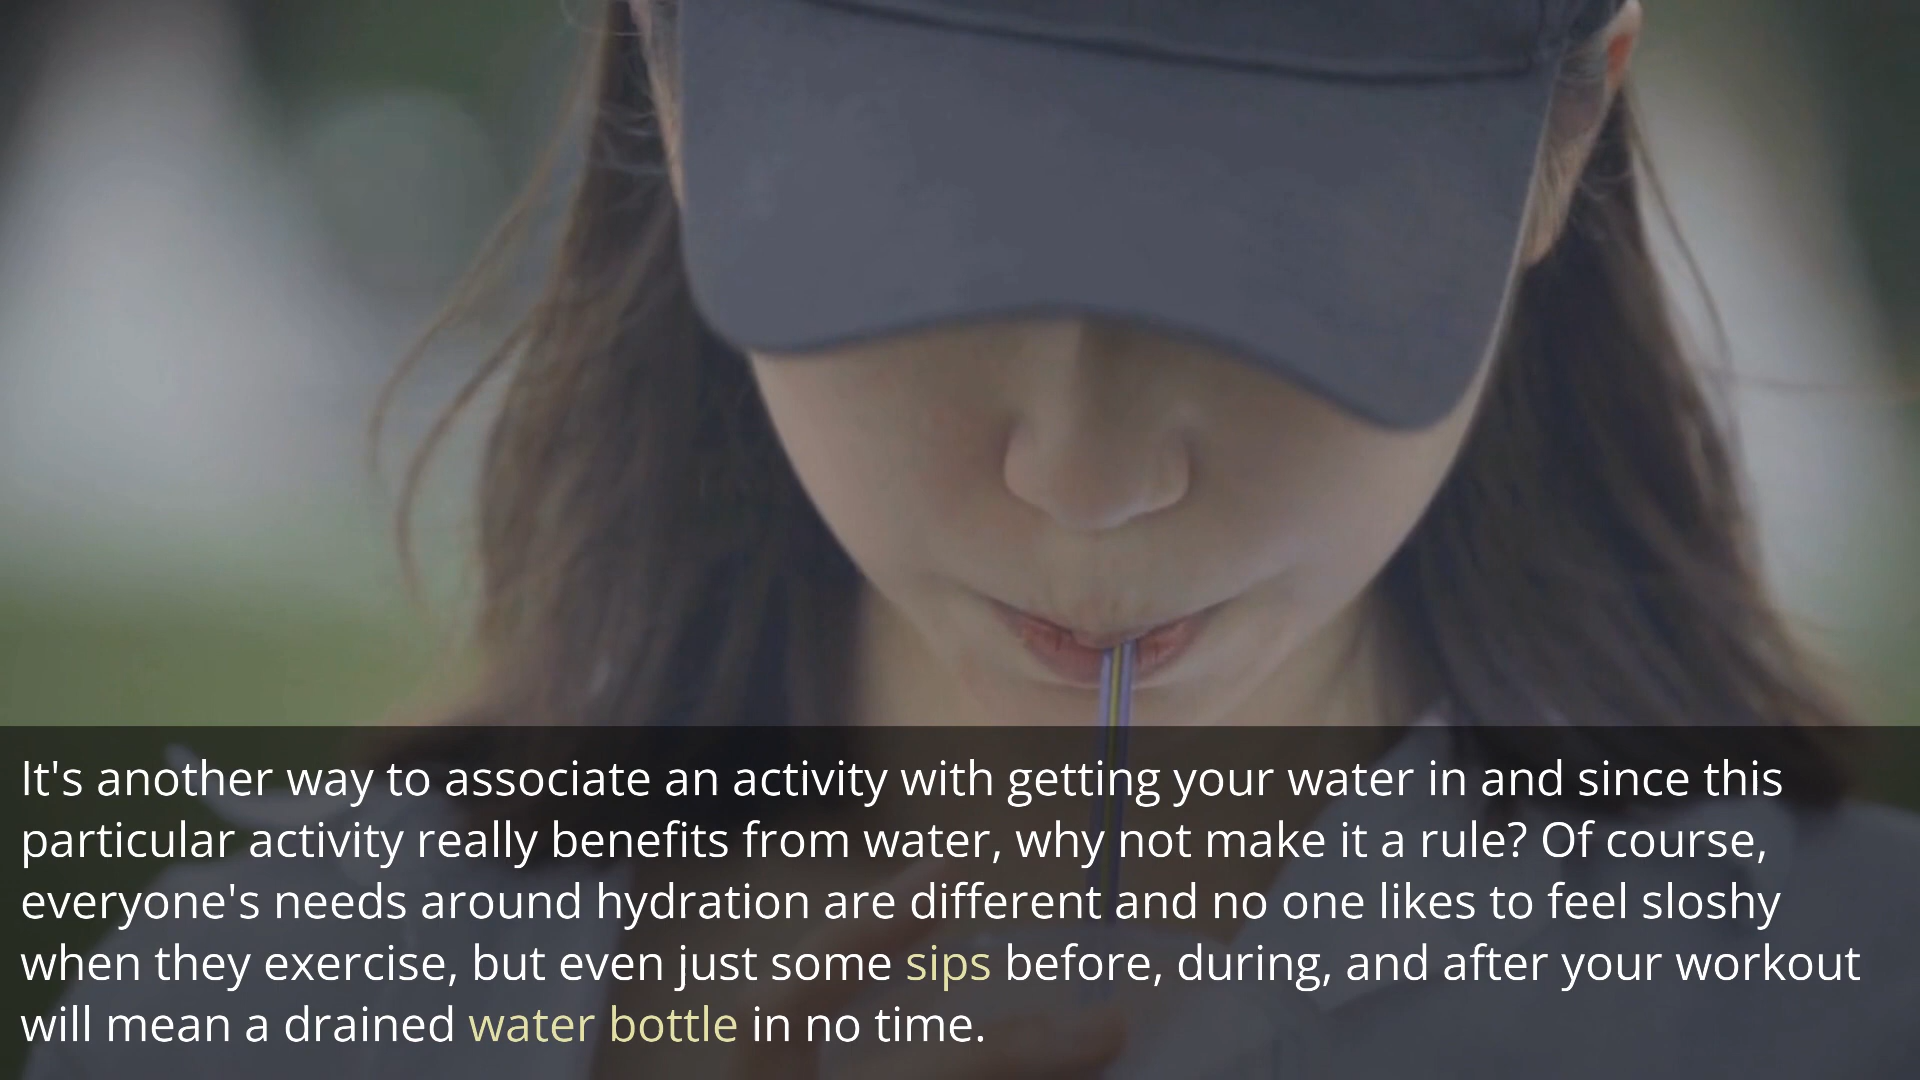 It's another way to associate an activity with getting your water in and since this
particular activity really benefits from water, why not make it a rule? Of course,
everyone's needs around hydration are different and no one likes to feel sloshy
when they exercise, but even just some sips before, during, and after your workout
will mean a drained water bottle in no time.